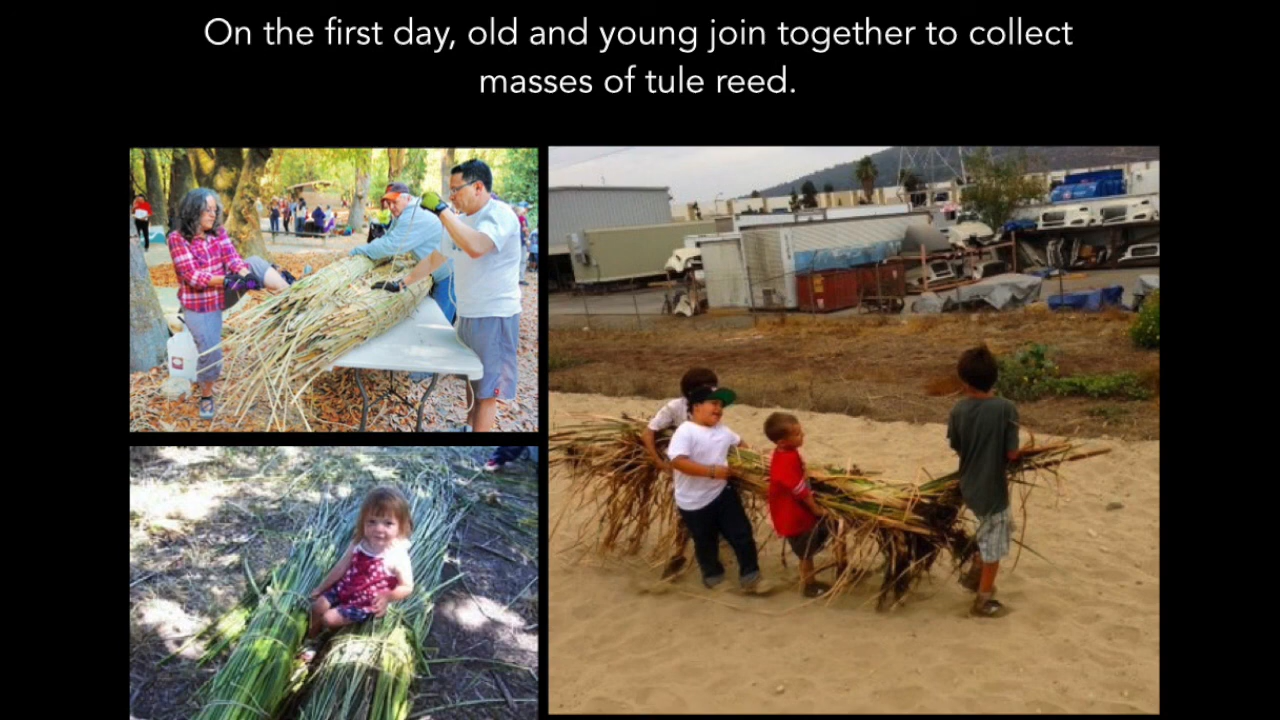 On the first day, old and young join together to collect
masses of tule reed.